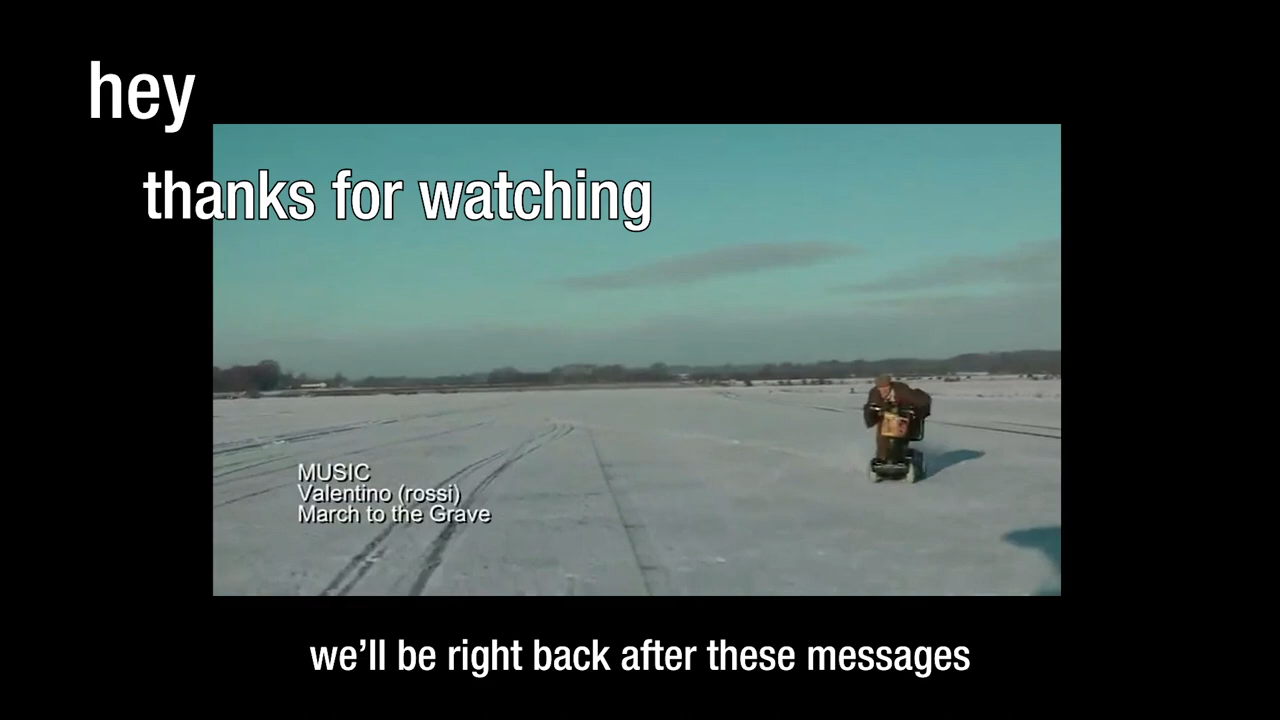 hey
thanks for watching
MUSIC
Valentino (rossi)
March to the Grave
we'll be right back after these messages